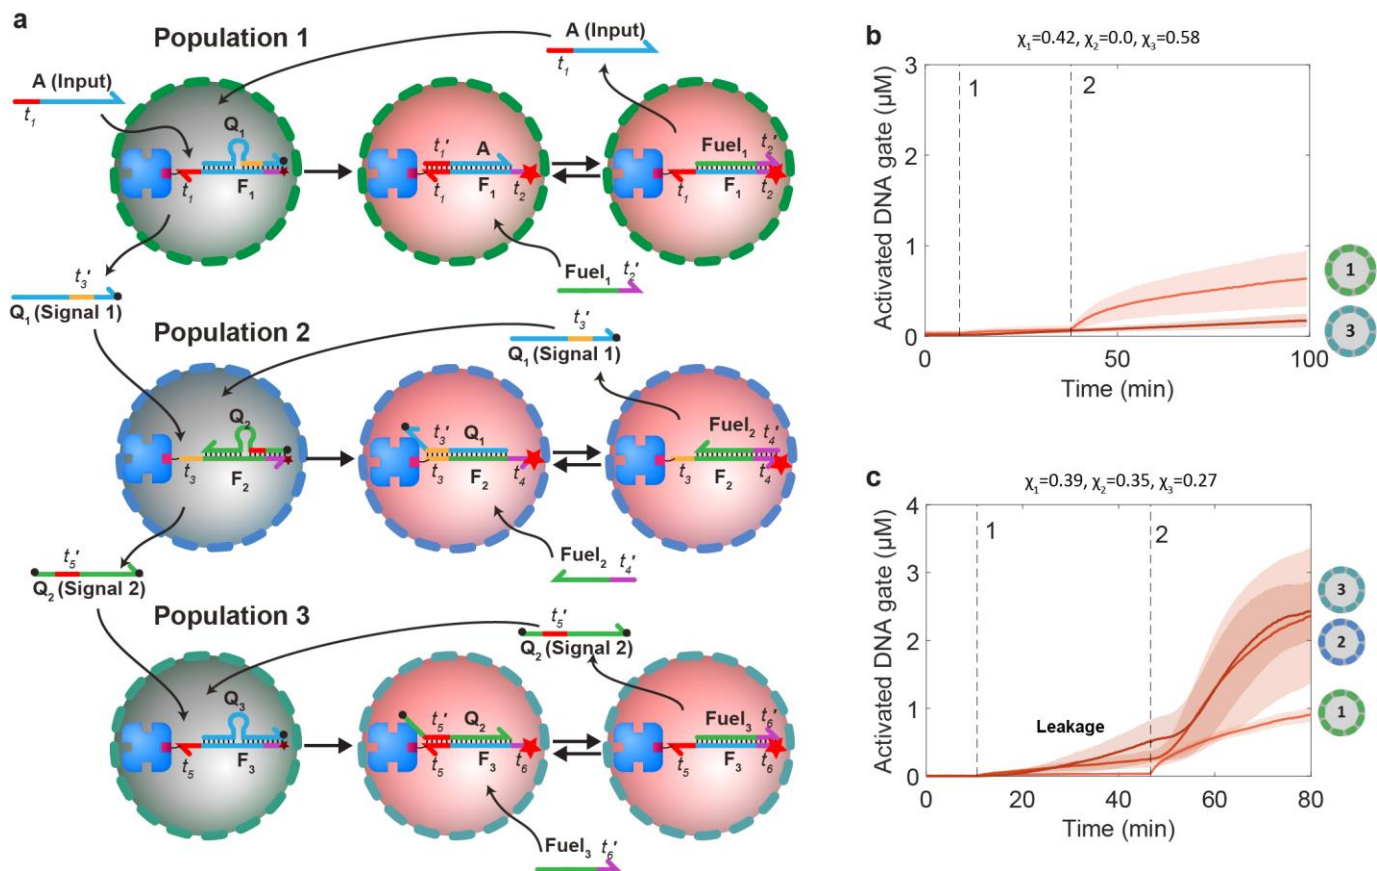 a
Population 1
A (Input)
t1
A (Input)
t1
Q1
t1
F1
t1'
A
t1
F1
t2
Fuel1
t2'
t1
F1
t2
Fuel1 t2'
t3'
Q1 (Signal 1)
Population 2
t3'
Q1 (Signal 1)
Q2
t3
F2
t3'
Q1
t3
F2
t4
Fuel2
t4'
t3
F2
t4
Fuel2 t4'
t5'
Q2 (Signal 2)
Population 3
t5'
Q2 (Signal 2)
Q3
t5
F3
t5'
Q2
t5
F3
t6
Fuel3
t6'
t5
F3
t6
Fuel3 t6'
b
χ1=0.42, χ2=0.0, χ3=0.58
Activated DNA gate (µM)
3
2
1
0
1
2
0
50
100
Time (min)
1
3
c
χ1=0.39, χ2=0.35, χ3=0.27
Activated DNA gate (µM)
4
3
2
1
0
1
2
Leakage
0
20
40
60
80
Time (min)
3
2
1